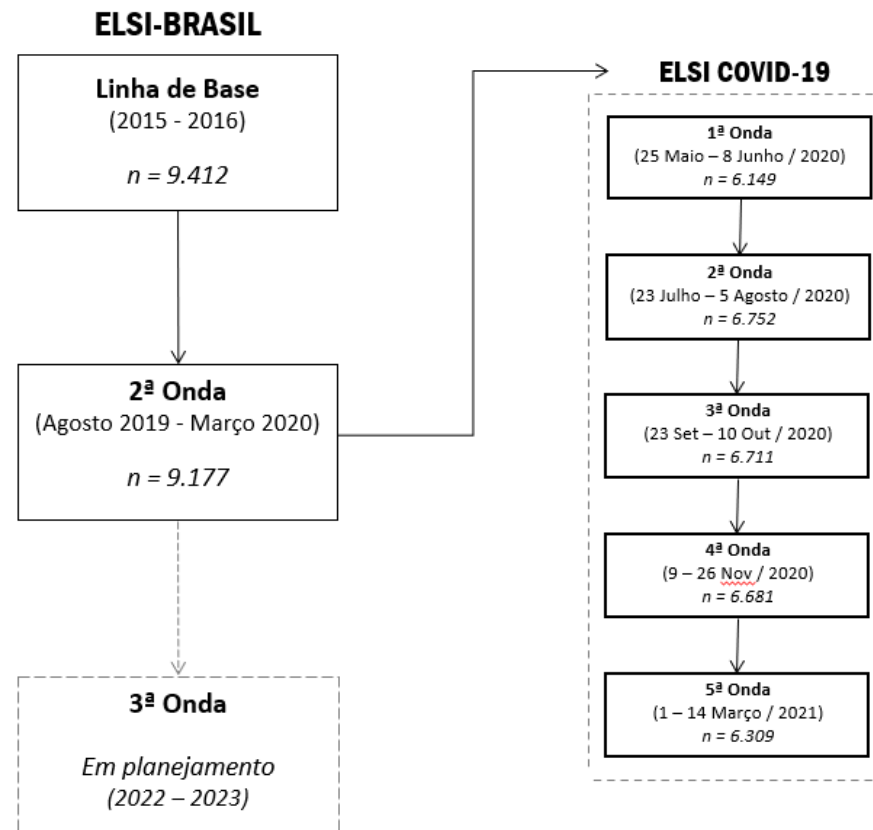 ELSI-BRASIL
Linha de Base
(2015 - 2016)
n = 9.412
2ª Onda
(Agosto 2019 - Março 2020)
n = 9.177
3ª Onda
Em planejamento
(2022 – 2023)
ELSI COVID-19
1ª Onda
(25 Maio – 8 Junho / 2020)
n = 6.149
2ª Onda
(23 Julho – 5 Agosto / 2020)
n = 6.752
3ª Onda
(23 Set – 10 Out / 2020)
n = 6.711
4ª Onda
(9 – 26 Nov / 2020)
n = 6.681
5ª Onda
(1 – 14 Março / 2021)
n = 6.309